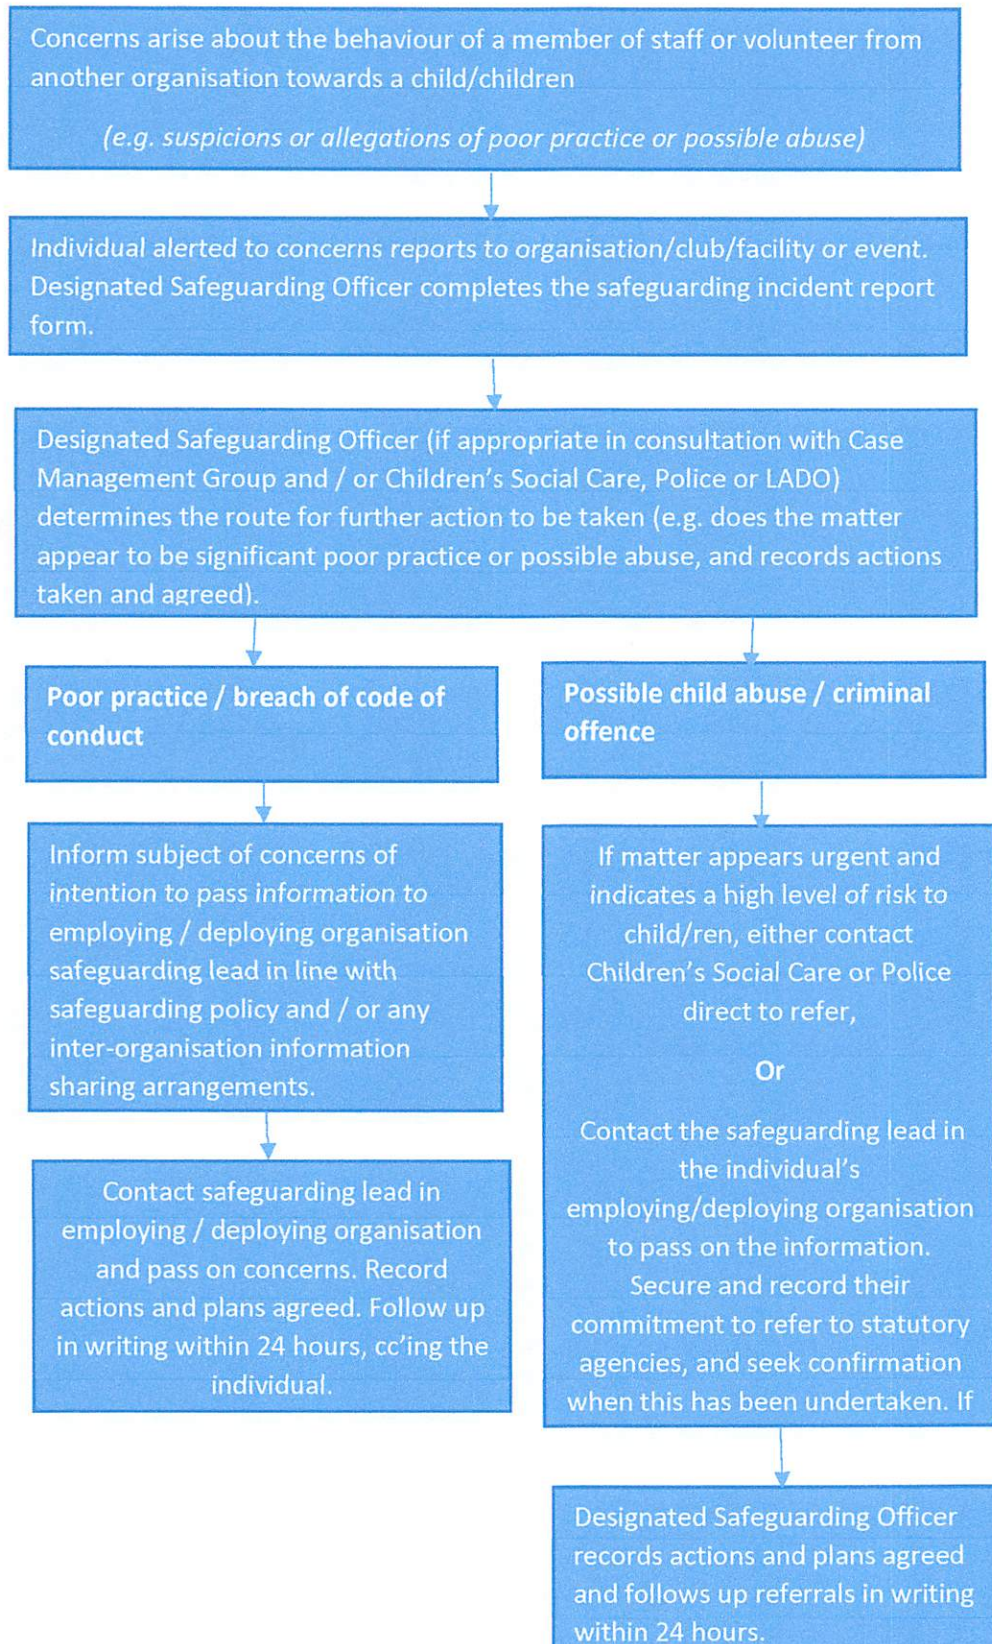 Concerns arise about the behaviour of a member of staff or volunteer from
another organisation towards a child/children
(e.g. suspicions or allegations of poor practice or possible abuse)
Individual alerted to concerns reports to organisation/club/facility or event.
Designated Safeguarding Officer completes the safeguarding incident report
form.
Designated Safeguarding Officer (if appropriate in consultation with Case
Management Group and / or Children's Social Care, Police or LADO)
determines the route for further action to be taken (e.g. does the matter
appear to be significant poor practice or possible abuse, and records actions
taken and agreed).
Poor practice / breach of code of
conduct
Inform subject of concerns of
intention to pass information to
employing / deploying organisation
safeguarding lead in line with
safeguarding policy and / or any
inter-organisation information
sharing arrangements.
Contact safeguarding lead in
employing / deploying organisation
and pass on concerns. Record
actions and plans agreed. Follow up
in writing within 24 hours, cc'ing the
individual.
Possible child abuse / criminal
offence
If matter appears urgent and
indicates a high level of risk to
child/ren, either contact
Children's Social Care or Police
direct to refer,
Or
Contact the safeguarding lead in
the individual's
employing/deploying organisation
to pass on the information.
Secure and record their
commitment to refer to statutory
agencies, and seek confirmation
when this has been undertaken. If
Designated Safeguarding Officer
records actions and plans agreed
and follows up referrals in writing
within 24 hours.